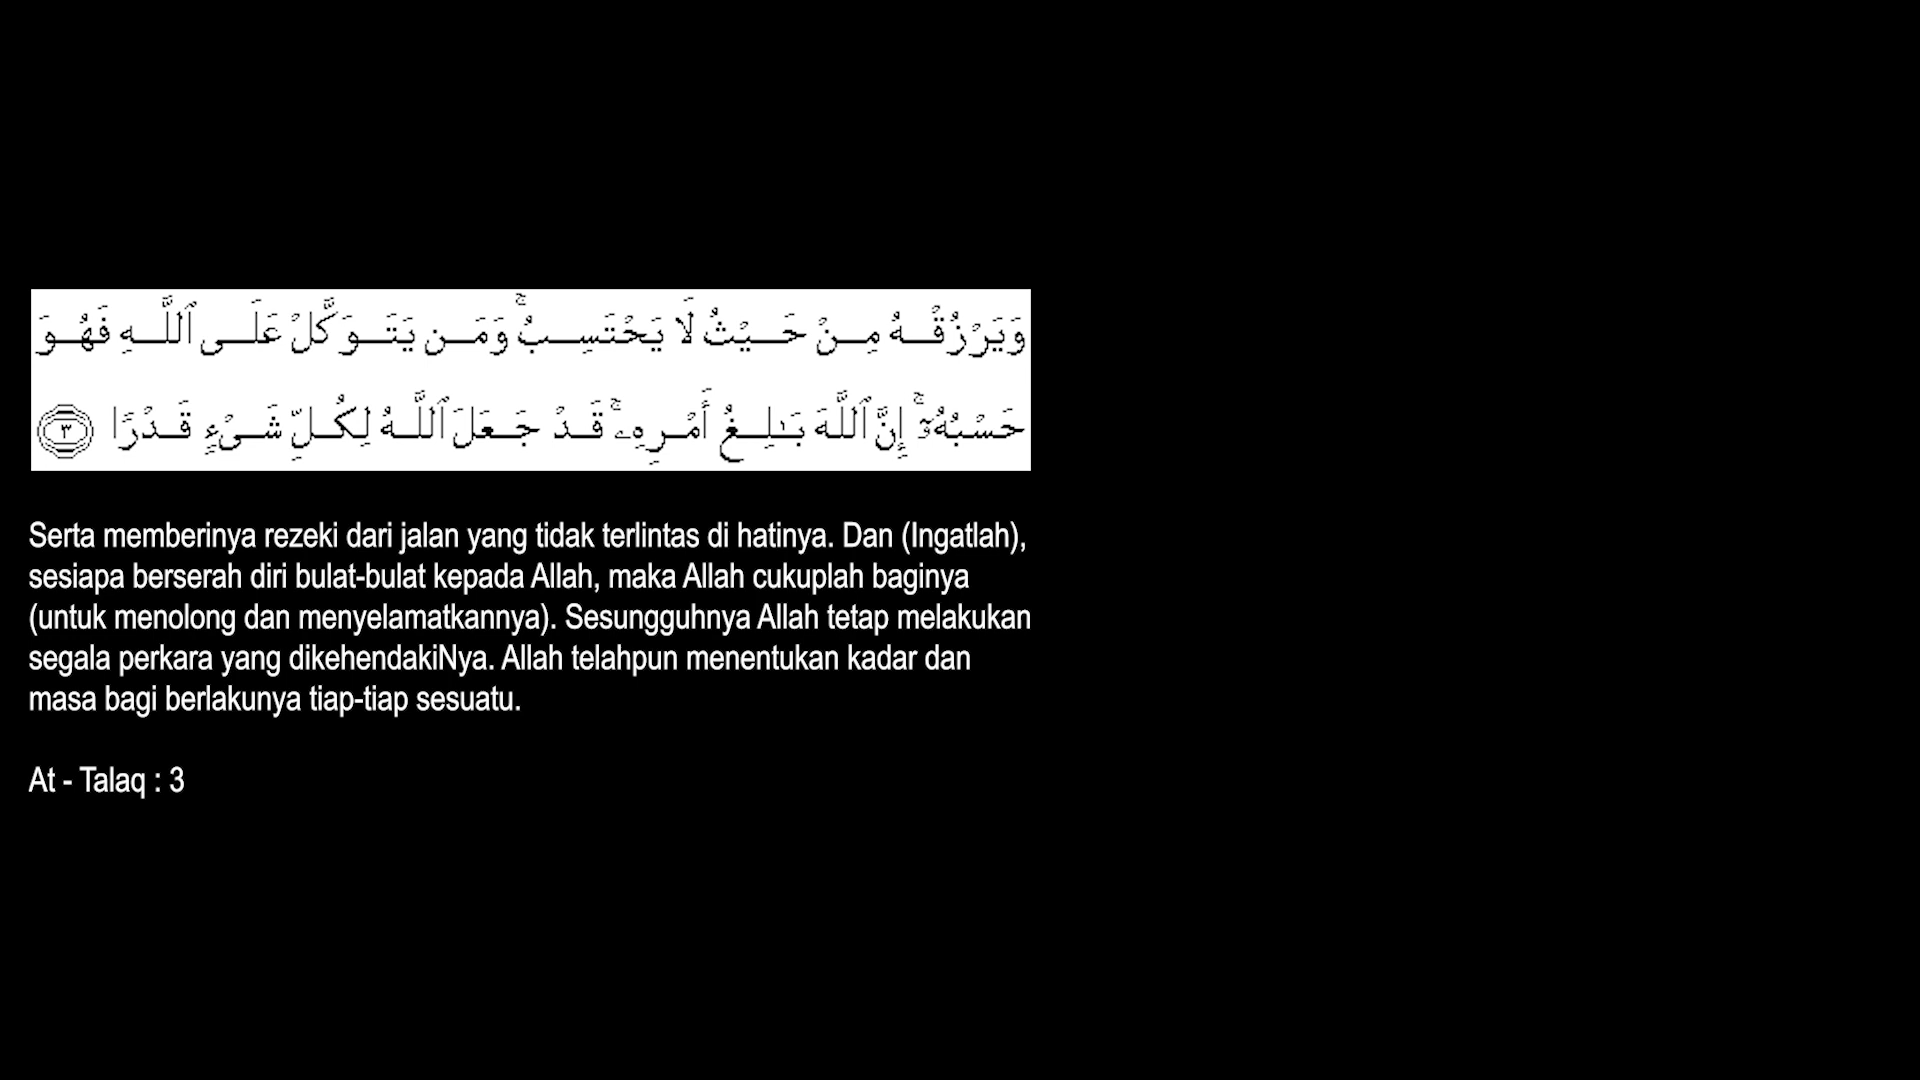 وَيَرْزُقْهُ مِنْ حَيْثُ لَا يَحْتَسِبُ ۚ وَمَن يَتَوَكَّلْ عَلَى ٱللَّهِ فَهُوَ
حَسْبُهُۥٓ ۚ إِنَّ ٱللَّهَ بَـٰلِغُ أَمْرِهِۦ ۚ قَدْ جَعَلَ ٱللَّهُ لِكُلِّ شَىْءٍ قَدْرًا ٣
Serta memberinya rezeki dari jalan yang tidak terlintas di hatinya. Dan (Ingatlah),
sesiapa berserah diri bulat-bulat kepada Allah, maka Allah cukuplah baginya
(untuk menolong dan menyelamatkannya). Sesungguhnya Allah tetap melakukan
segala perkara yang dikehendakiNya. Allah telahpun menentukan kadar dan
masa bagi berlakunya tiap-tiap sesuatu.
At - Talaq : 3